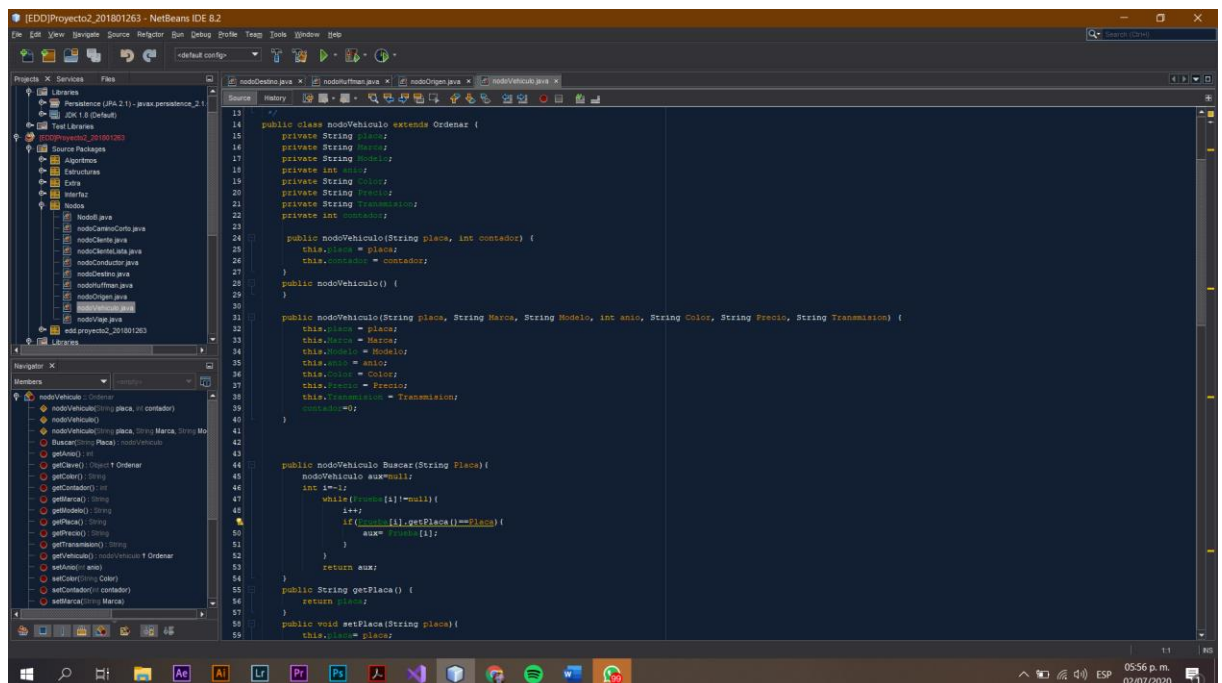 [EDD]Proyecto2_201801263 - NetBeans IDE 8.2
File Edit View Navigate Source Refactor Run Debug Profile Team Tools Window Help
Search (Ctrl+I)
<default config>
Projects Services Files
Libraries
Persistence (JPA 2.1) - javax.persistence_2.1.
JDK 1.8 (Default)
Test Libraries
[EDD]Proyecto2_201801263
Source Packages
Algoritmos
Estructuras
Extra
Interfaz
Nodos
NodoB.java
nodoCaminoCorto.java
nodoCliente.java
nodoClienteLista.java
nodoConductor.java
nodoDestino.java
nodoHuffman.java
nodoOrigen.java
nodoVehiculo.java
nodoViaje.java
edd.proyecto2_201801263
Libraries
Navigator
Members <empty>
nodoVehiculo :: Ordenar
nodoVehiculo(String placa, int contador)
nodoVehiculo()
nodoVehiculo(String placa, String Marca, String Mo
Buscar(String Placa) : nodoVehiculo
getAnio() : int
getClave() : Object ↑ Ordenar
getColor() : String
getContador() : int
getMarca() : String
getModelo() : String
getPlaca() : String
getPrecio() : String
getTransmision() : String
getVehiculo() : nodoVehiculo ↑ Ordenar
setAnio(int anio)
setColor(String Color)
setContador(int contador)
setMarca(String Marca)
nodoDestino.java nodoHuffman.java nodoOrigen.java nodoVehiculo.java
Source History
13 */
14 public class nodoVehiculo extends Ordenar {
15 private String placa;
16 private String Marca;
17 private String Modelo;
18 private int anio;
19 private String Color;
20 private String Precio;
21 private String Transmision;
22 private int contador;
23
24 public nodoVehiculo(String placa, int contador) {
25 this.placa = placa;
26 this.contador = contador;
27 }
28 public nodoVehiculo() {
29 }
30
31 public nodoVehiculo(String placa, String Marca, String Modelo, int anio, String Color, String Precio, String Transmision) {
32 this.placa = placa;
33 this.Marca = Marca;
34 this.Modelo = Modelo;
35 this.anio = anio;
36 this.Color = Color;
37 this.Precio = Precio;
38 this.Transmision = Transmision;
39 contador=0;
40 }
41
42
43
44 public nodoVehiculo Buscar(String Placa){
45 nodoVehiculo aux=null;
46 int i=-1;
47 while(Prueba[i]!=null){
48 i++;
if(Prueba[i].getPlaca()==Placa){
50 aux= Prueba[i];
51 }
52 }
53 return aux;
54 }
55 public String getPlaca() {
56 return placa;
57 }
58 public void setPlaca(String placa){
59 this.placa= placa;
1:1 INS
Ae Ai Lr Pr Ps
99
ESP
05:56 p. m.
02/07/2020